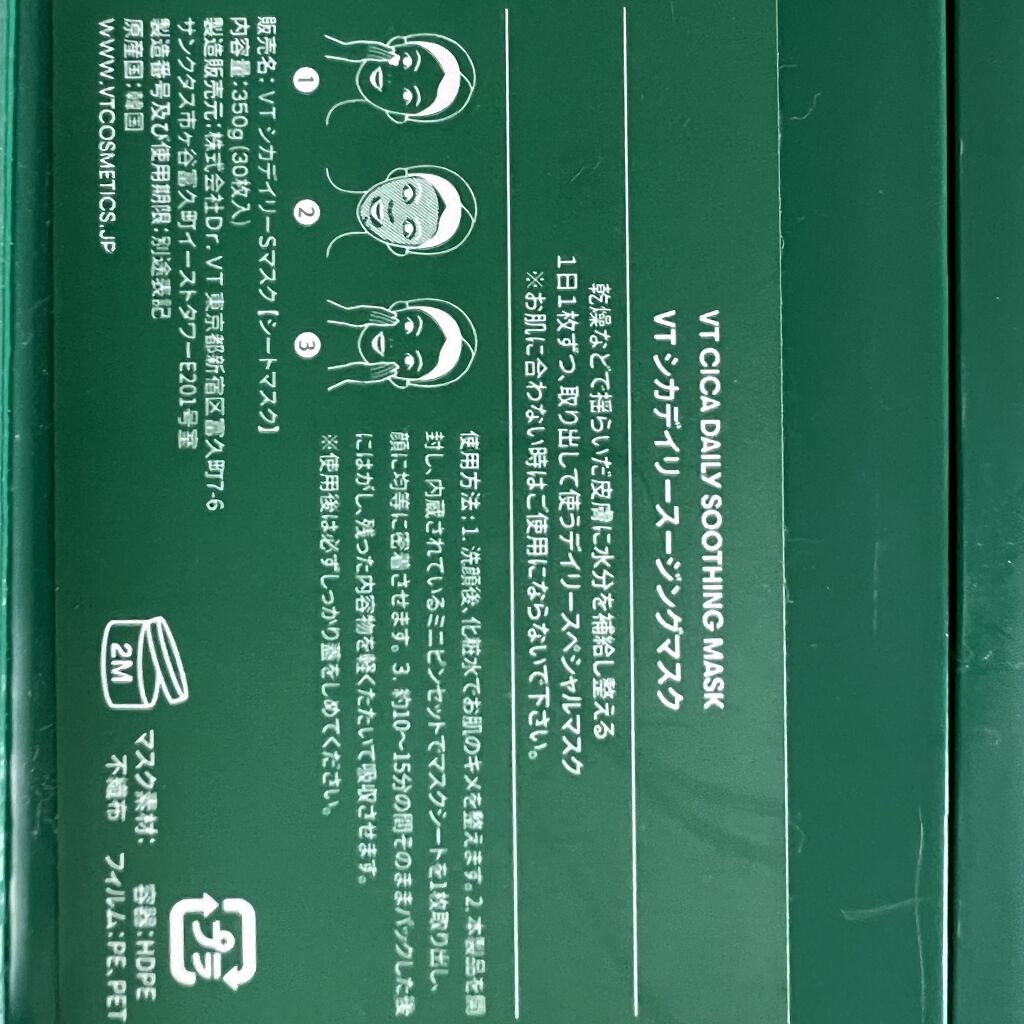 VT CICA DAILY SOOTHING MASK
VT シカデイリースージングマスク
乾燥などで揺らいだ皮膚に水分を補給し整える
1日1枚ずつ、取り出して使うデイリースペシャルマスク
※お肌に合わない時はご使用にならないで下さい。
1
2
3
使用方法：1. 洗顔後、化粧水でお肌のキメを整えます。2. 本製品を開
封し、内蔵されているミニピンセットでマスクシートを1枚取り出し、
顔に均等に密着させます。3. 約10〜15分の間そのままパックした後
にはがし、残った内容物を軽くたたいて吸収させます。
※使用後は必ずしっかり蓋をしめてください。
販売名：VT シカデイリーSマスク【シートマスク】
内容量：350g (30枚入)
製造販売元：株式会社Dr. VT 東京都新宿区富久町7-6
サンクタス市ヶ谷富久町イーストタワーE201号室
製造番号及び使用期限：別途表記
原産国：韓国
WWW.VTCOSMETICS.JP
2M
マスク素材：
不織布
プラ
容器：HDPE
フィルム：PE, PET